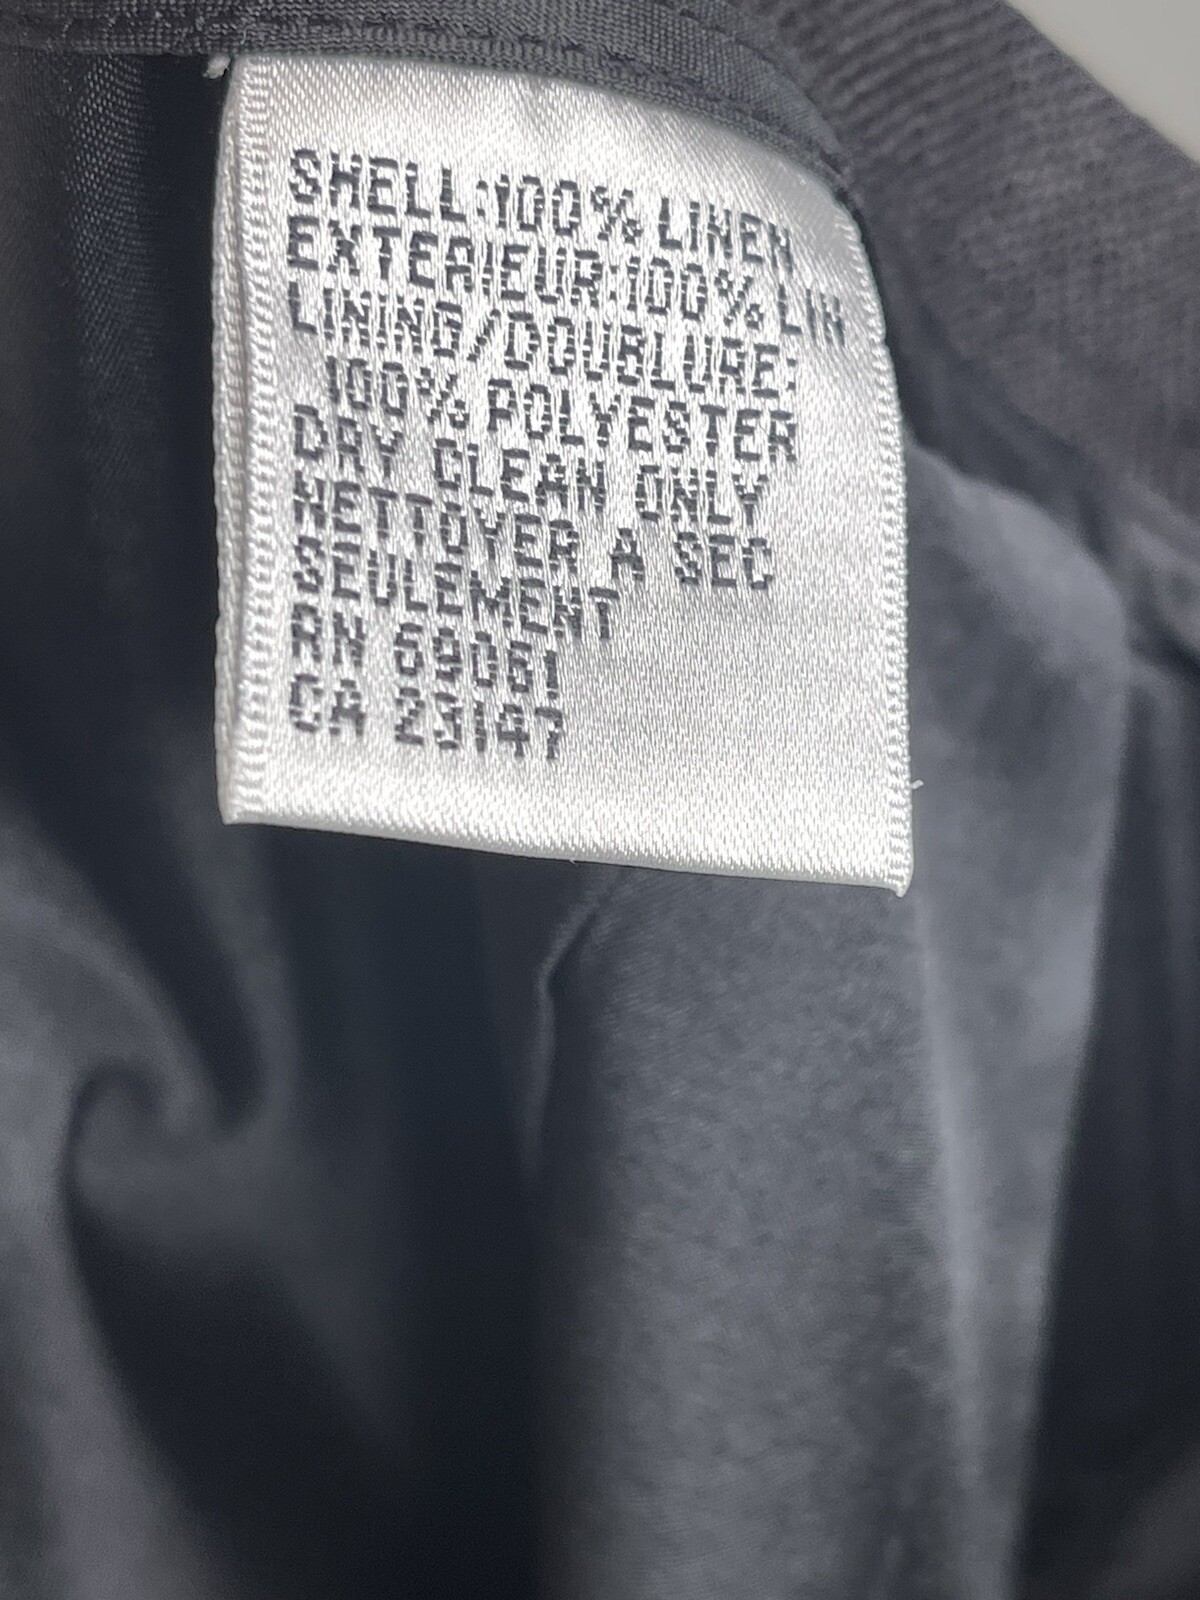 SHELL:100% LINEN
EXTERIEUR:100% LIN
LINING/DOUBLURE:
100% POLYESTER
DRY CLEAN ONLY
NETTOYER A SEC
SEULEMENT
RN 69061
CA 23147